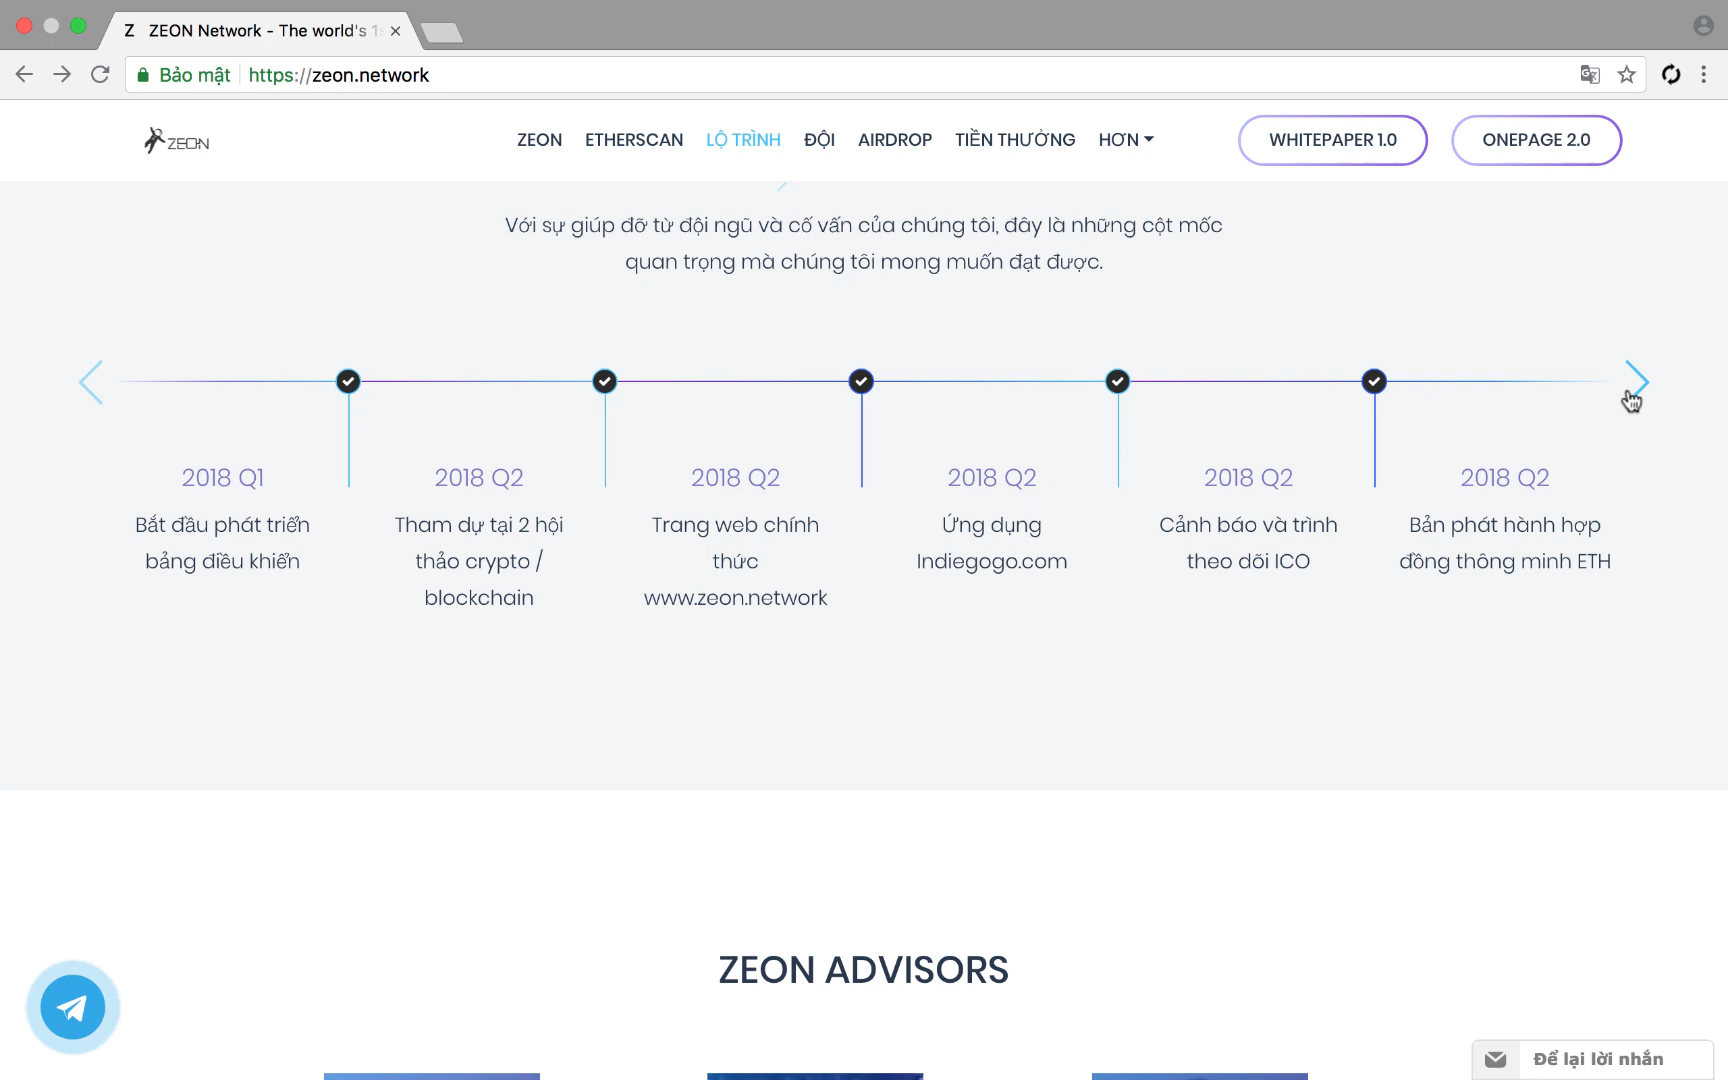 Z ZEON Network - The world's 1s
Bảo mật https://zeon.network
ZEON
ZEON ETHERSCAN LỘ TRÌNH ĐỘI AIRDROP TIỀN THƯỞNG HƠN
WHITEPAPER 1.0
ONEPAGE 2.0
Với sự giúp đỡ từ đội ngũ và cố vấn của chúng tôi, đây là những cột mốc
quan trọng mà chúng tôi mong muốn đạt được.
2018 Q1
Bắt đầu phát triển
bảng điều khiển
2018 Q2
Tham dự tại 2 hội
thảo crypto /
blockchain
2018 Q2
Trang web chính
thức
www.zeon.network
2018 Q2
Ứng dụng
Indiegogo.com
2018 Q2
Cảnh báo và trình
theo dõi ICO
2018 Q2
Bản phát hành hợp
đồng thông minh ETH
ZEON ADVISORS
Để lại lời nhắn